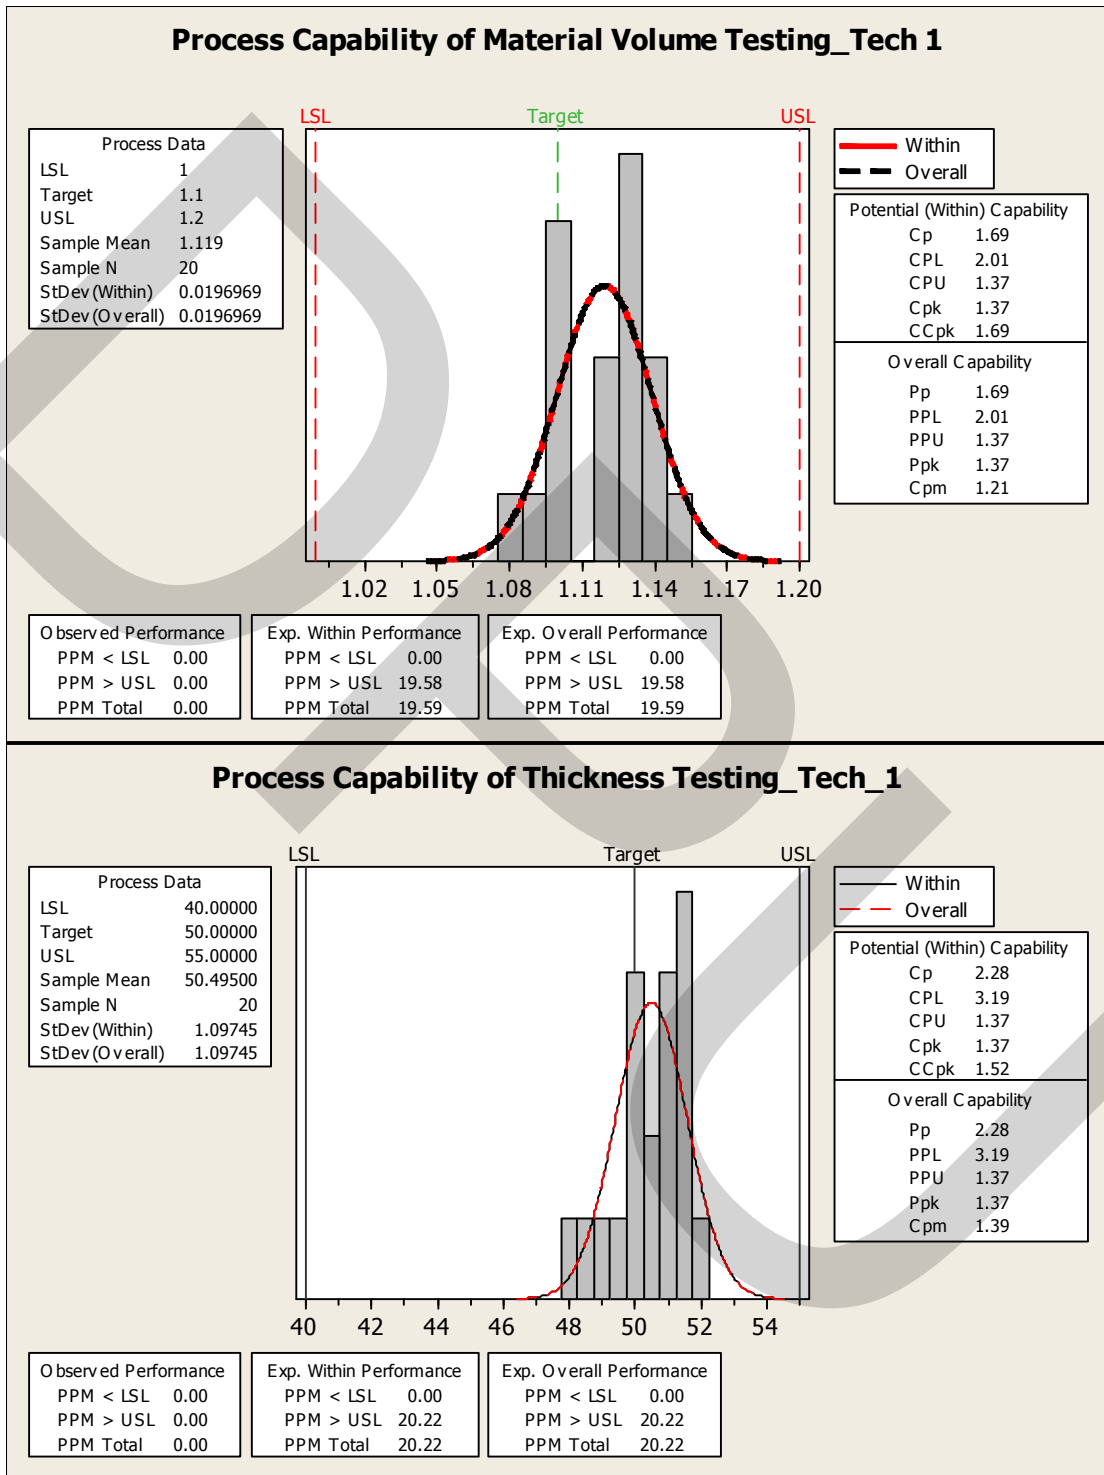 Process Capability of Material Volume Testing_Tech 1
LSL Target USL
Process Data
LSL 1
Target 1.1
USL 1.2
Sample Mean 1.119
Sample N 20
StDev(Within) 0.0196969
StDev(Overall) 0.0196969
Within
Overall
Potential (Within) Capability
Cp 1.69
CPL 2.01
CPU 1.37
Cpk 1.37
CCpk 1.69
Overall Capability
Pp 1.69
PPL 2.01
PPU 1.37
Ppk 1.37
Cpm 1.21
1.02 1.05 1.08 1.11 1.14 1.17 1.20
Observed Performance
PPM < LSL 0.00
PPM > USL 0.00
PPM Total 0.00
Exp. Within Performance
PPM < LSL 0.00
PPM > USL 19.58
PPM Total 19.59
Exp. Overall Performance
PPM < LSL 0.00
PPM > USL 19.58
PPM Total 19.59
Process Capability of Thickness Testing_Tech_1
LSL Target USL
Process Data
LSL 40.00000
Target 50.00000
USL 55.00000
Sample Mean 50.49500
Sample N 20
StDev(Within) 1.09745
StDev(Overall) 1.09745
Within
Overall
Potential (Within) Capability
Cp 2.28
CPL 3.19
CPU 1.37
Cpk 1.37
CCpk 1.52
Overall Capability
Pp 2.28
PPL 3.19
PPU 1.37
Ppk 1.37
Cpm 1.39
40 42 44 46 48 50 52 54
Observed Performance
PPM < LSL 0.00
PPM > USL 0.00
PPM Total 0.00
Exp. Within Performance
PPM < LSL 0.00
PPM > USL 20.22
PPM Total 20.22
Exp. Overall Performance
PPM < LSL 0.00
PPM > USL 20.22
PPM Total 20.22